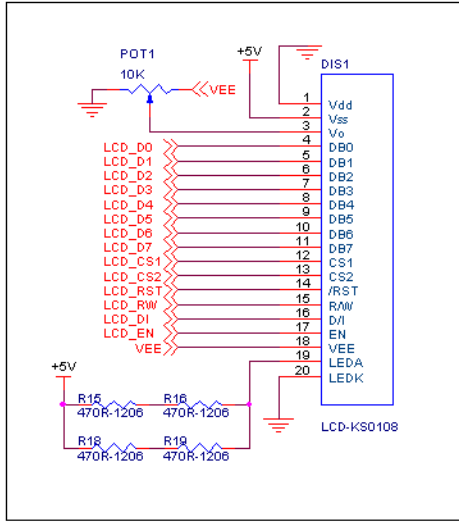 POT1
10K
VEE
+5V
DIS1
1 Vdd
2 Vss
3 Vo
LCD_D0 4 DB0
LCD_D1 5 DB1
LCD_D2 6 DB2
LCD_D3 7 DB3
LCD_D4 8 DB4
LCD_D5 9 DB5
LCD_D6 10 DB6
LCD_D7 11 DB7
LCD_CS1 12 CS1
LCD_CS2 13 CS2
LCD_RST 14 /RST
LCD_RW 15 R/W
LCD_DI 16 D/I
LCD_EN 17 EN
VEE 18 VEE
19 LEDA
20 LEDK
+5V
R15 R16
470R-1206 470R-1206
R18 R19
470R-1206 470R-1206
LCD-KS0108